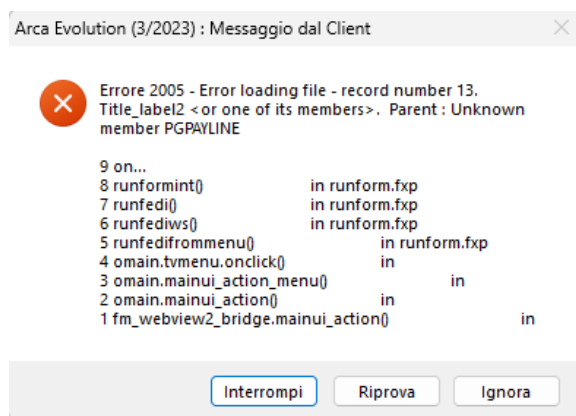 Arca Evolution (3/2023) : Messaggio dal Client
Errore 2005 - Error loading file - record number 13.
Title_label2 <or one of its members>. Parent : Unknown
member PGPAYLINE
9 on...
8 runformint() in runform.fxp
7 runfedi() in runform.fxp
6 runfediws() in runform.fxp
5 runfedifrommenu() in runform.fxp
4 omain.tvmenu.onclick() in
3 omain.mainui_action_menu() in
2 omain.mainui_action() in
1 fm_webview2_bridge.mainui_action() in
Interrompi Riprova Ignora